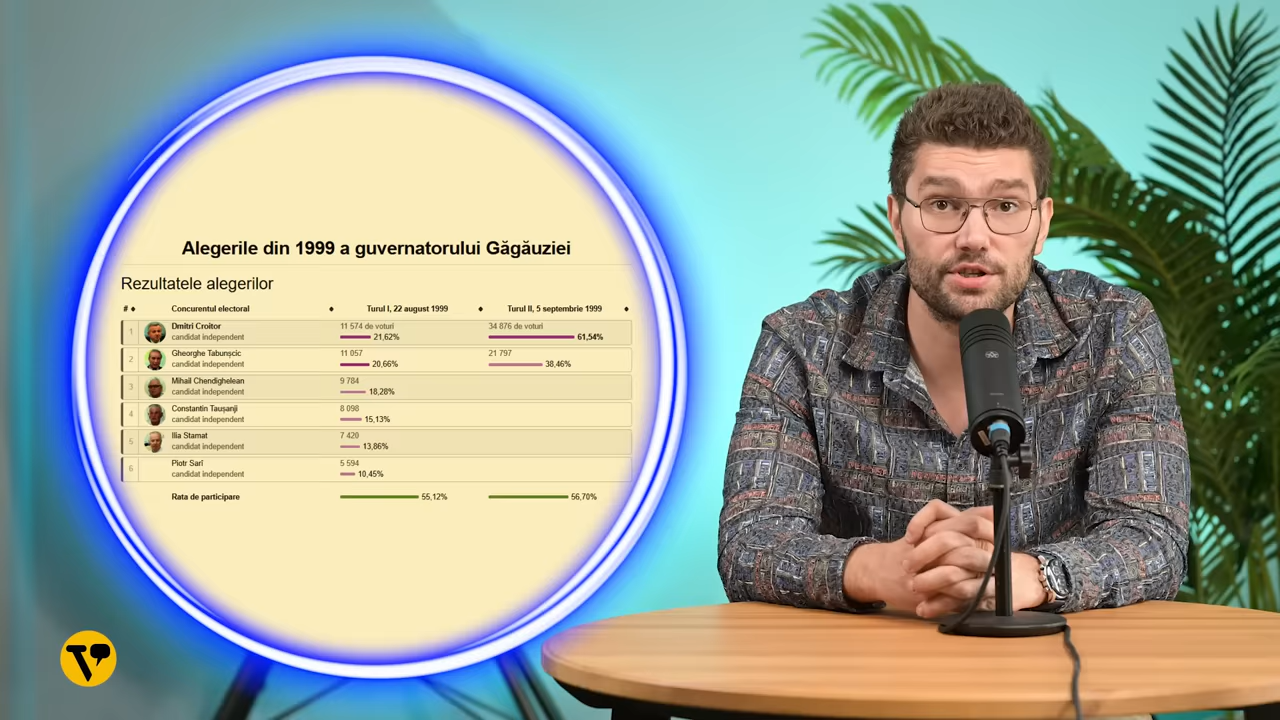 Alegerile din 1999 a guvernatorului Găgăuziei
Rezultatele alegerilor
# Concurentul electoral Turul I, 22 august 1999 Turul II, 5 septembrie 1999
1 Dmitri Croitor 11 574 de voturi 34 876 de voturi
candidat independent 21,62% 61,54%
2 Gheorghe Tabunșcic 11 057 21 797
candidat independent 20,66% 38,46%
3 Mihail Chendighelean 9 784
candidat independent 18,28%
4 Constantin Taușanji 8 098
candidat independent 15,13%
5 Ilia Stamat 7 420
candidat independent 13,86%
6 Piotr Sarî 5 594
candidat independent 10,45%
Rata de participare 55,12% 56,70%